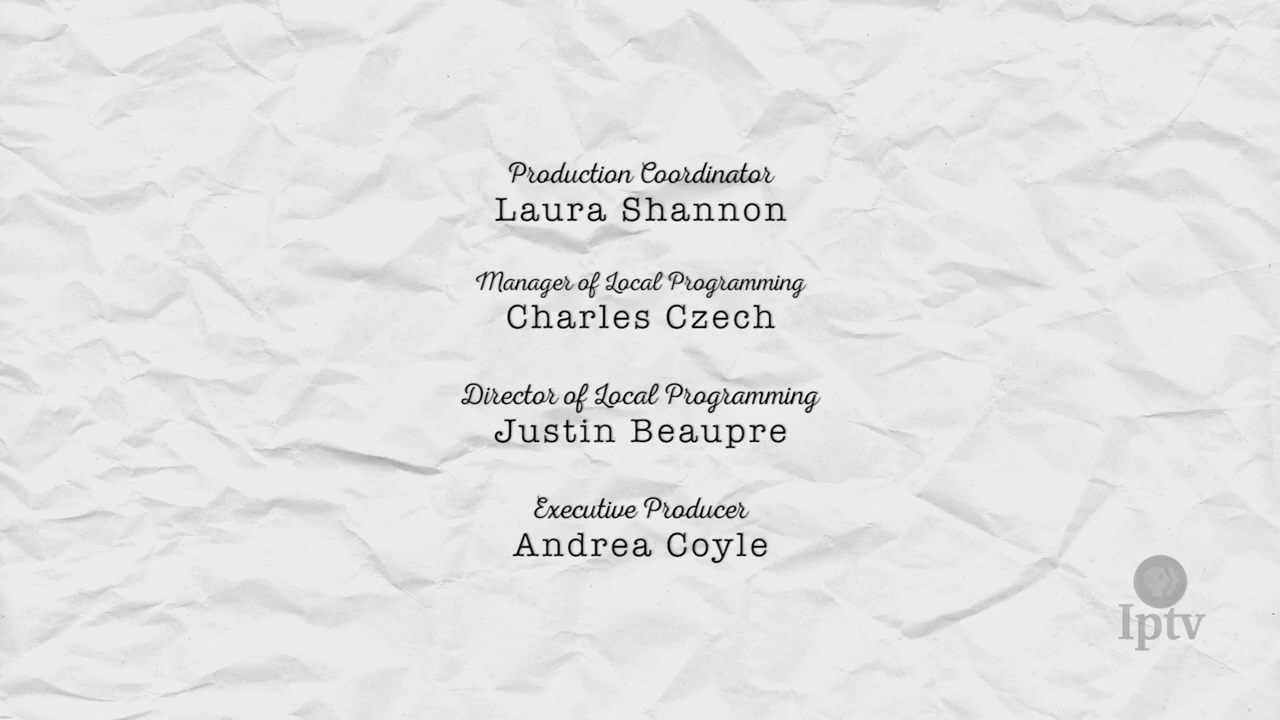 Production Coordinator
Laura Shannon
Manager of Local Programming
Charles Czech
Director of Local Programming
Justin Beaupre
Executive Producer
Andrea Coyle
Iptv